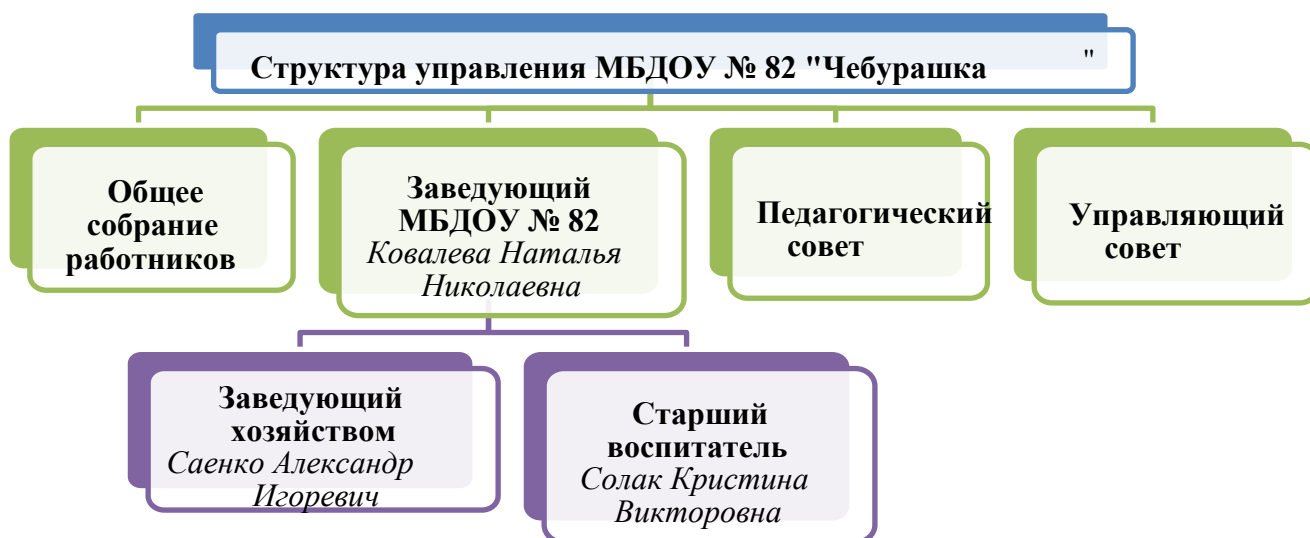 Структура управления МБДОУ № 82 "Чебурашка "
Общее
собрание
работников
Заведующий
МБДОУ № 82
Ковалева Наталья
Николаевна
Педагогический
совет
Управляющий
совет
Заведующий
хозяйством
Саенко Александр
Игоревич
Старший
воспитатель
Солак Кристина
Викторовна